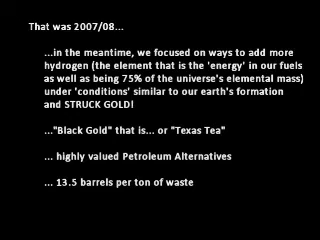 That was 2007/08...
...in the meantime, we focused on ways to add more
hydrogen (the element that is the 'energy' in our fuels
as well as being 75% of the universe's elemental mass)
under 'conditions' similar to our earth's formation
and STRUCK GOLD!
..."Black Gold" that is... or "Texas Tea"
... highly valued Petroleum Alternatives
... 13.5 barrels per ton of waste